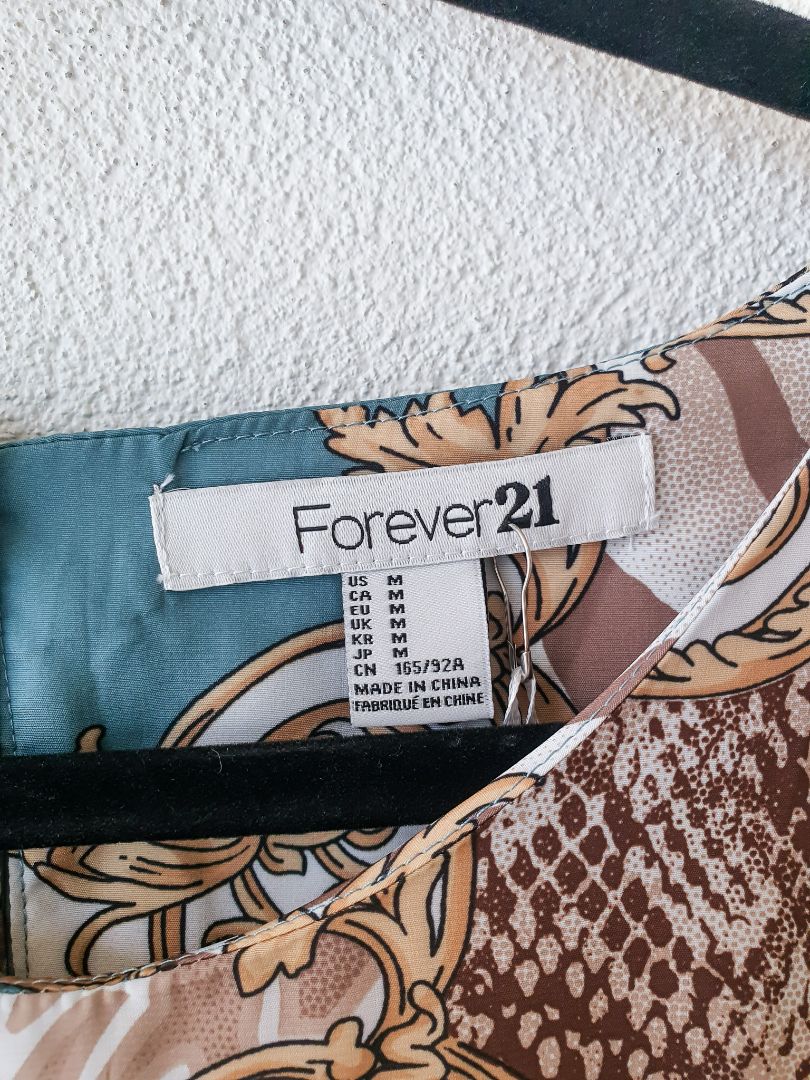 Forever21
US M
CA M
EU M
UK M
KR M
JP M
CN 165/92A
MADE IN CHINA
FABRIQUÉ EN CHINE